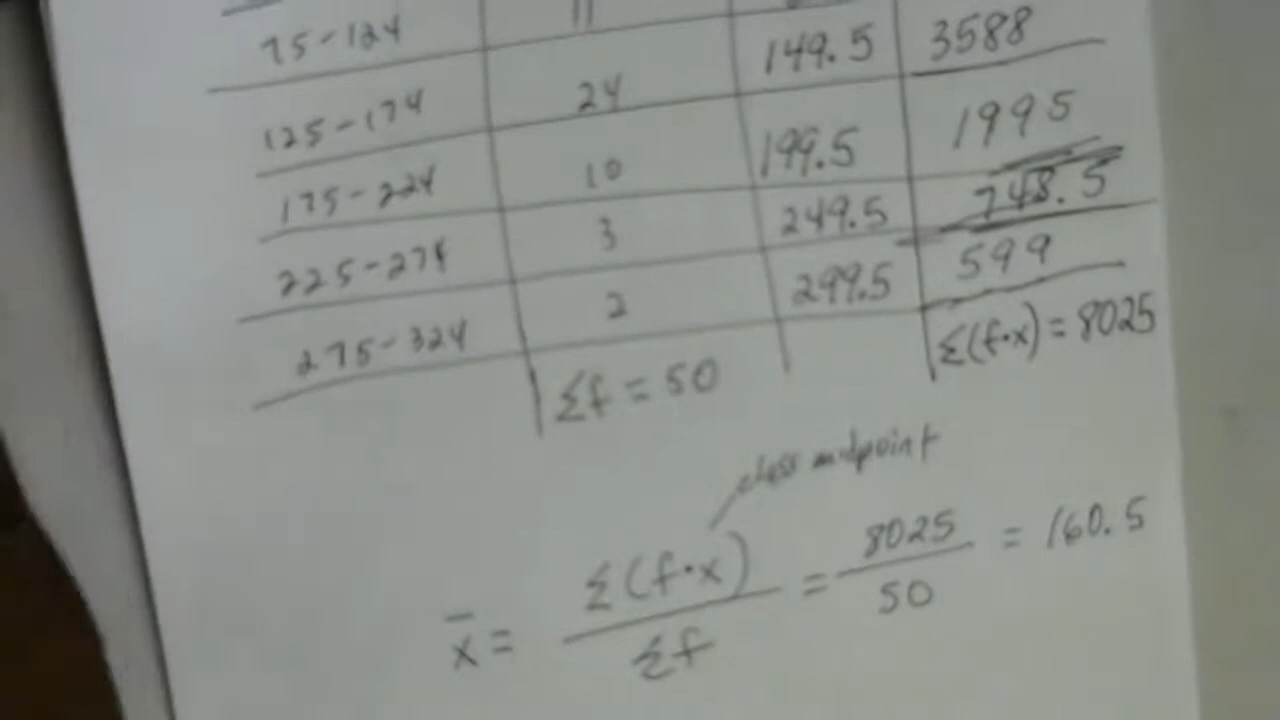 75-124 11
125-174 24 149.5 3588
175-224 10 199.5 1995
225-274 3 249.5 748.5
275-324 2 299.5 599
Σf = 50 Σ(f·x) = 8025
class midpoint
x̄ = Σ(f·x) / Σf = 8025 / 50 = 160.5